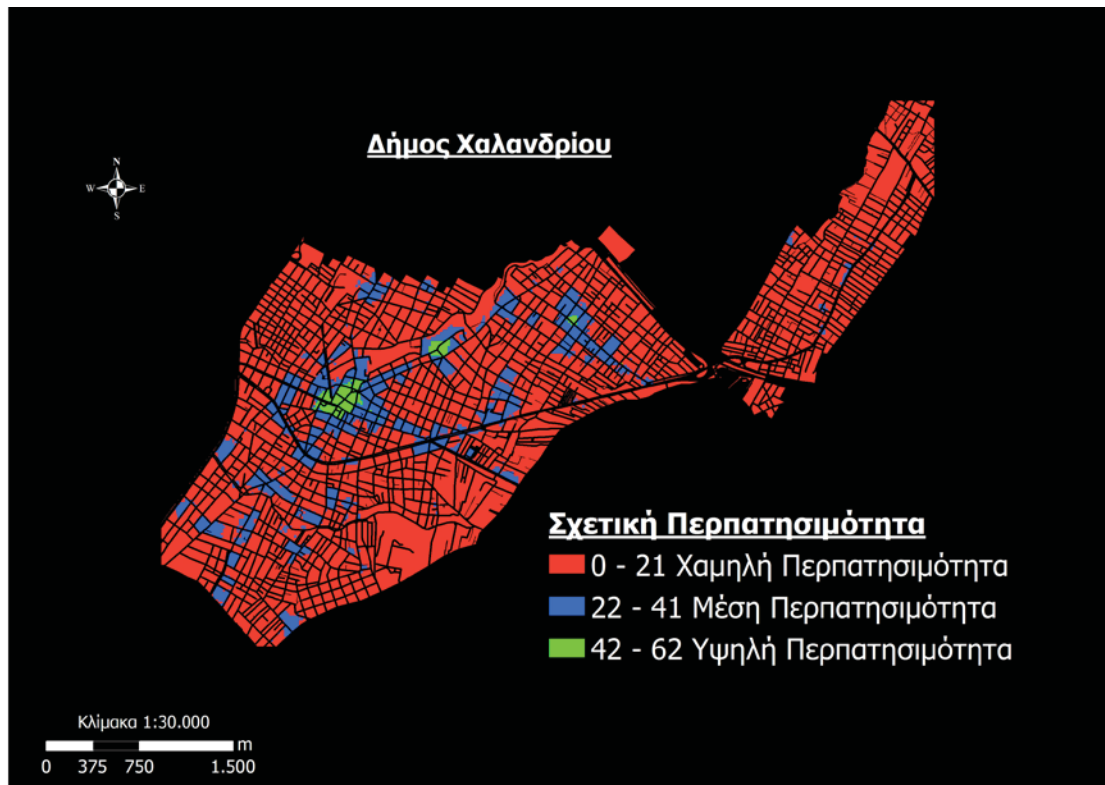 Δήμος Χαλανδρίου
N
W E
S
Σχετική Περπατησιμότητα
0 - 21 Χαμηλή Περπατησιμότητα
22 - 41 Μέση Περπατησιμότητα
42 - 62 Υψηλή Περπατησιμότητα
Κλίμακα 1:30.000
m
0 375 750 1.500